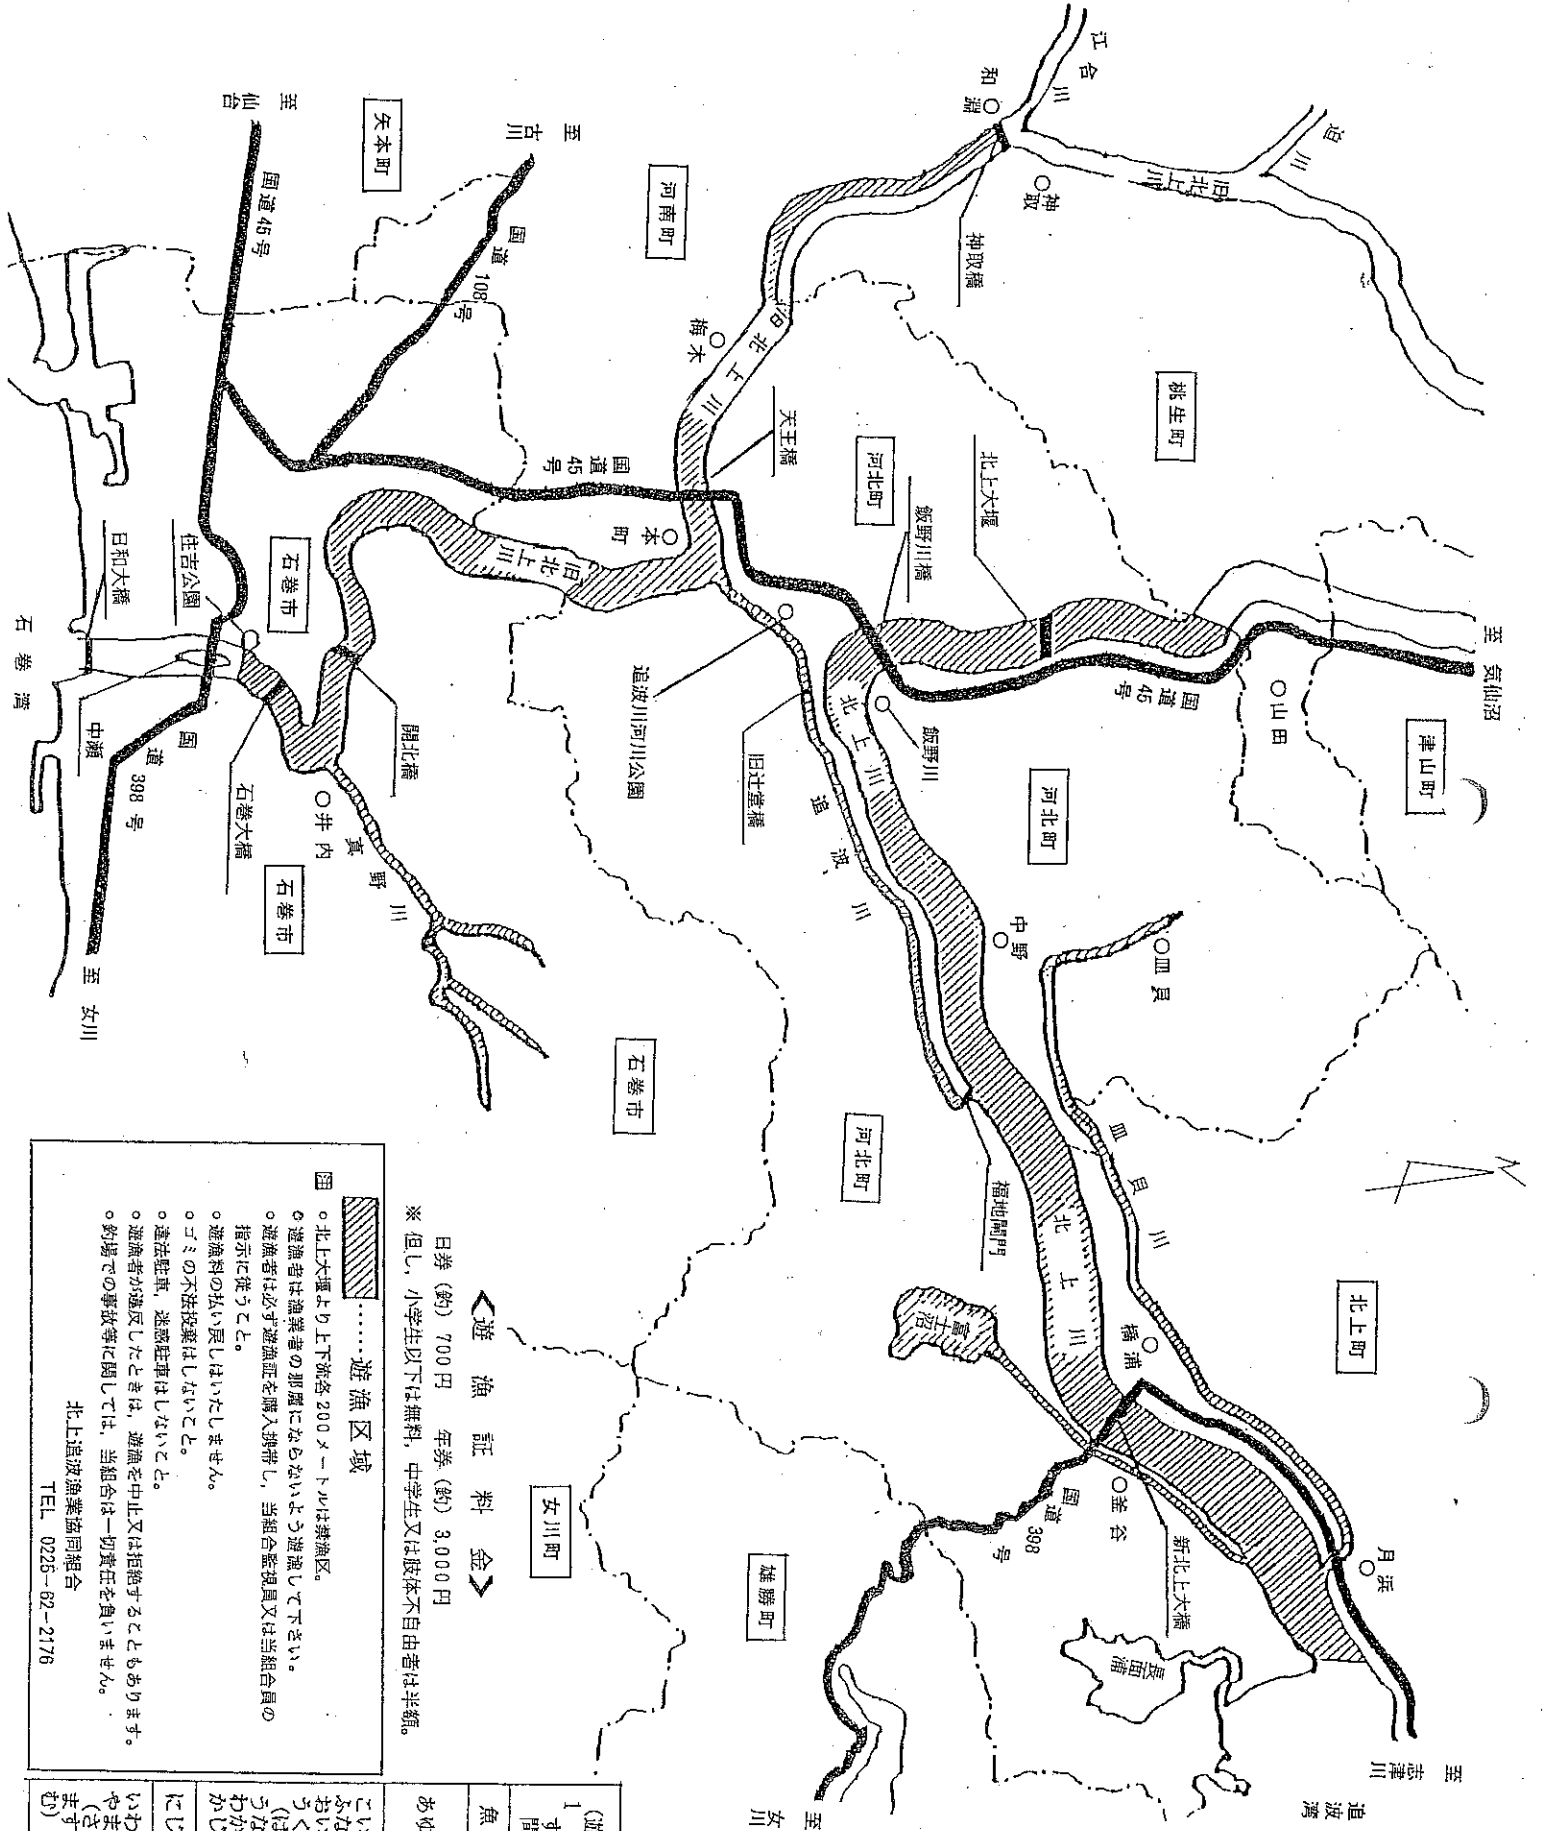 江合川
迫川
和淵
神取
旧北上川
神取橋
河南町
桃生町
至 古川
矢本町
至 仙台
国道45号
国道108号
梅木
旧北上川
天王橋
河北町
北上大堰
飯野川橋
国道45号
本町
旧北上川
石巻市
住吉公園
日和大橋
石巻湾
中瀬
国道398号
石巻大橋
開北橋
井内
真野川
石巻市
至 女川
追波川河川公園
旧辻堂橋
追波川
飯野川
北上川
国道45号
至 気仙沼
山田
津山町
河北町
中野
皿貝
皿貝川
石巻市
河北町
福地閘門
北上川
富士沼
橋浦
北上町
釜谷
新北上大橋
国道398号
月浜
長面浦
雄勝町
女川町
至 志津川
追波湾
至 女川
≪遊漁証料金≫
日券(釣) 700円 年券(釣) 3,000円
※ 但し,小学生以下は無料,中学生又は肢体不自由者は半額。
……遊漁区域
○北上大堰より上下流各200メートルは禁漁区。
○遊漁者は漁業者の邪魔にならないよう遊漁して下さい。
○遊漁者は必ず遊漁証を購入携帯し,当組合監視員又は当組合員の
指示に従うこと。
○遊漁料の払い戻しはいたしません。
○ゴミの不法投棄はしないこと。
○違法駐車,迷惑駐車はしないこと。
○遊漁者が違反したときは,遊漁を中止又は拒絶することもあります。
○釣場での事故等に関しては,当組合は一切責任を負いません。
北上追波漁業協同組合
TEL 0225-62-2176
1
魚
あゆ
こい
ふな
うなぎ
にじ
いわ
やま
ます